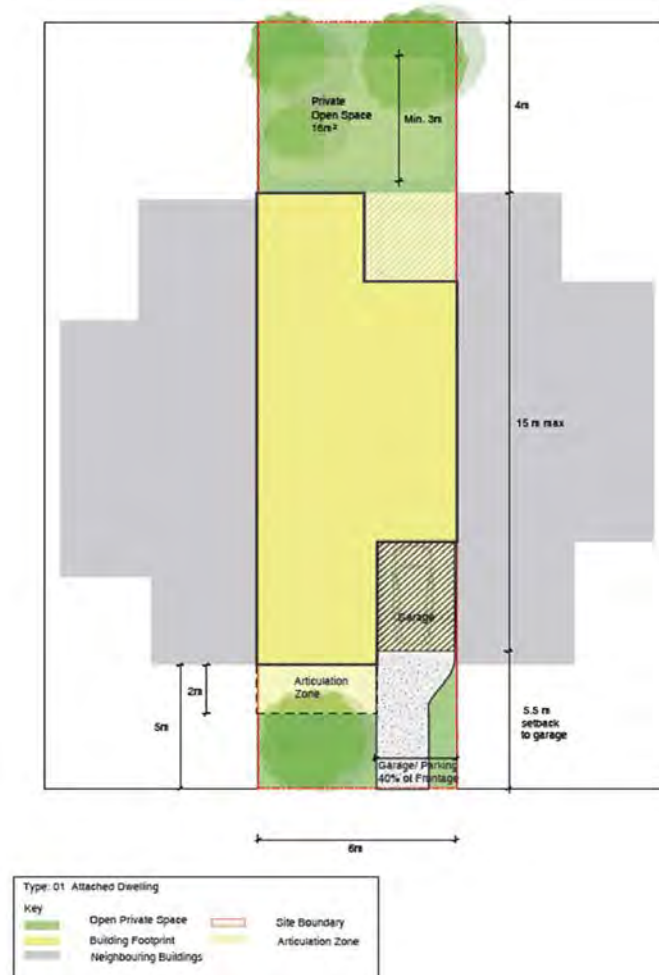 Private
Open Space
16m²
Min. 3m
4m
15 m max
Garage
Articulation
Zone
2m
5m
5.5 m
setback
to garage
Garage/ Parking
40% of Frontage
6m
Type: 01 Attached Dwelling
Key
Open Private Space
Site Boundary
Building Footprint
Articulation Zone
Neighbouring Buildings